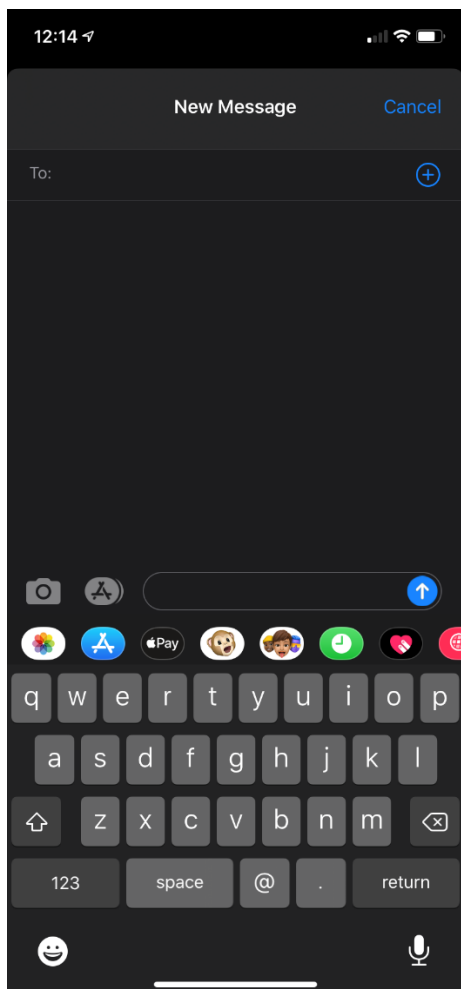 12:14
New Message
Cancel
To:
Pay
q w e r t y u i o p
a s d f g h j k l
z x c v b n m
123 space @ . return